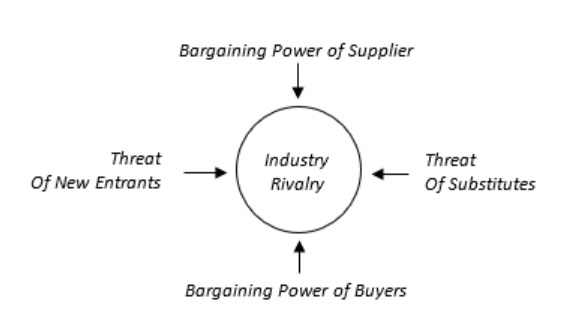 Bargaining Power of Supplier
Threat
Of New Entrants
Industry
Rivalry
Threat
Of Substitutes
Bargaining Power of Buyers